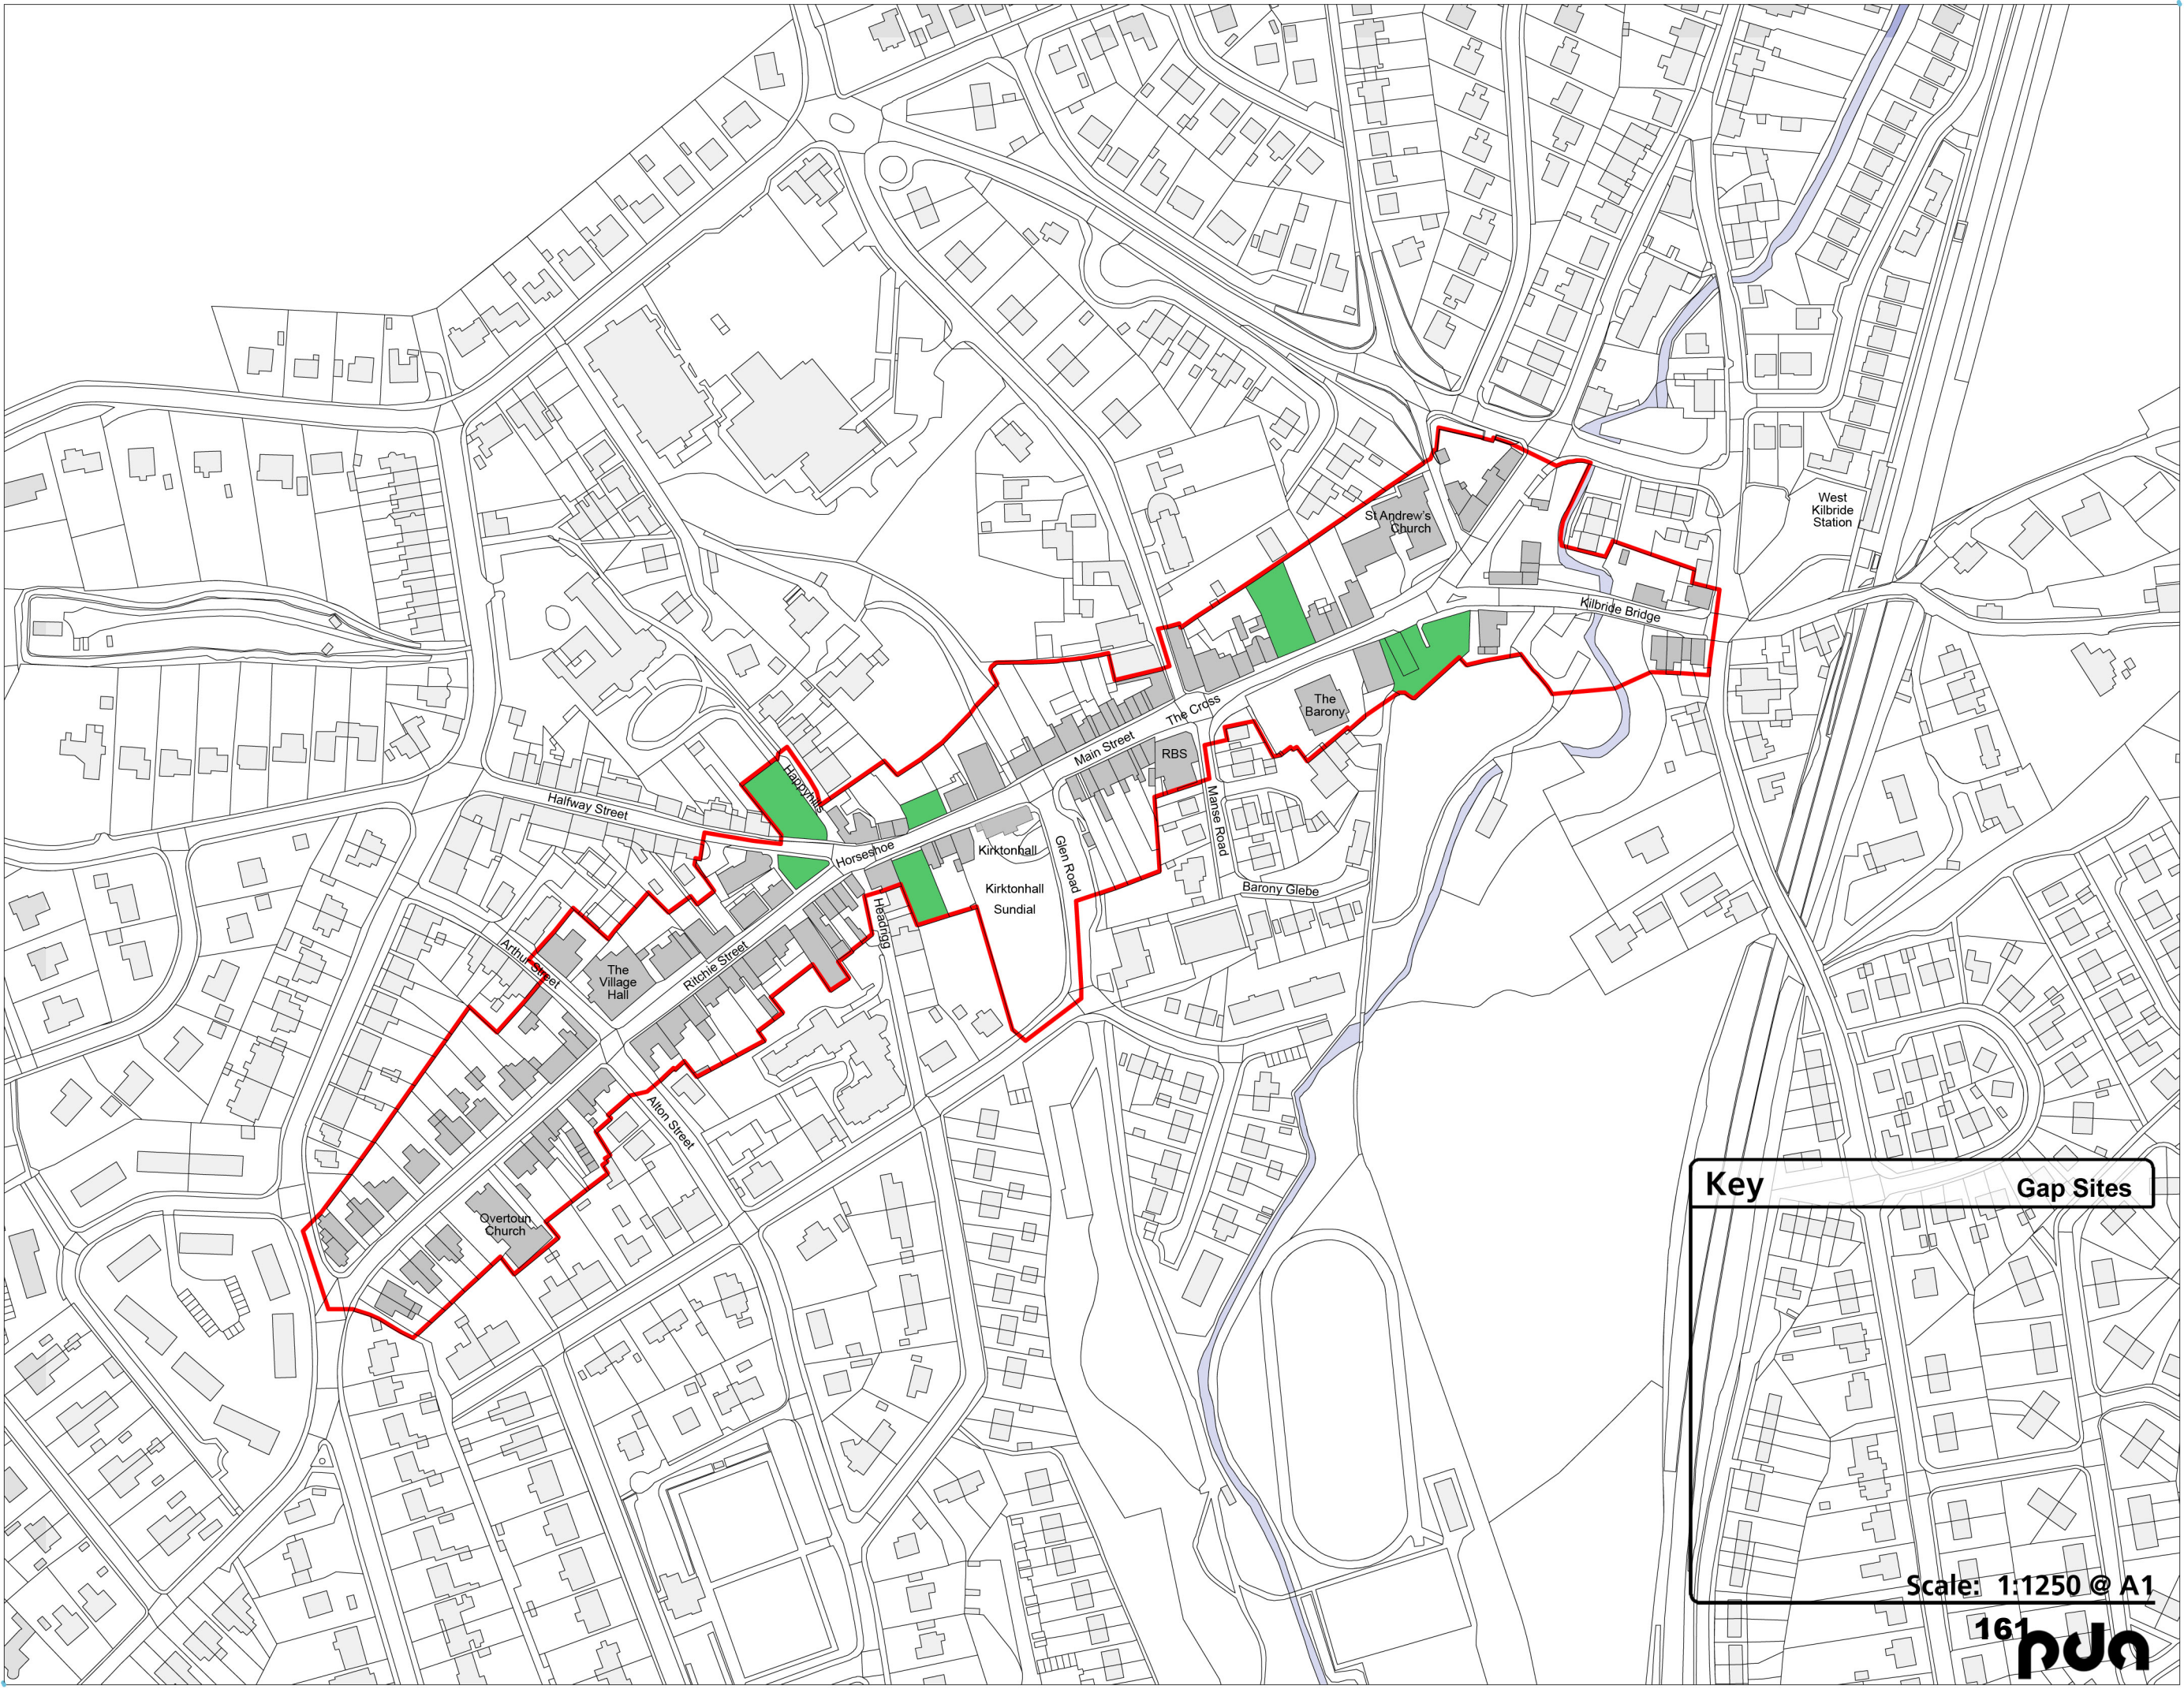 West
Kilbride
Station
St Andrew's
Church
Kilbride Bridge
The Cross
The
Barony
Main Street
RBS
Happyhills
Halfway Street
Horseshoe
Manse Road
Kirktonhall
Glen Road
Kirktonhall
Sundial
Barony Glebe
Headrigg
Arthur Street
Ritchie Street
The
Village
Hall
Alton Street
Overtoun
Church
Key
Gap Sites
Scale: 1:1250 @ A1
161
pda